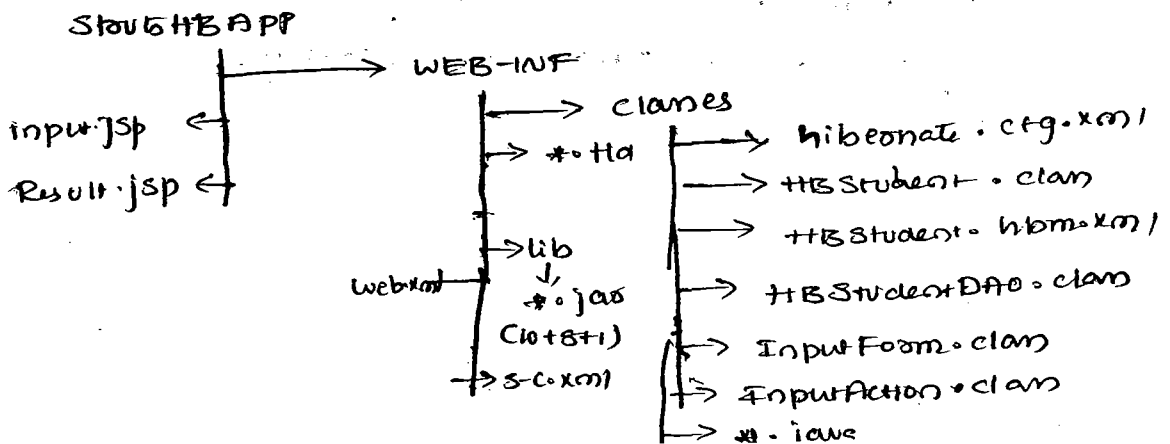 StrutsHBAPP
WEB-INF
input.jsp
Result.jsp
classes
*.tld
lib
*.jar
(10+8+1)
web.xml
s-c.xml
hibernate.cfg.xml
HBStudent.class
HBStudent.hbm.xml
HBStudentDAO.class
InputForm.class
InputAction.class
*.java